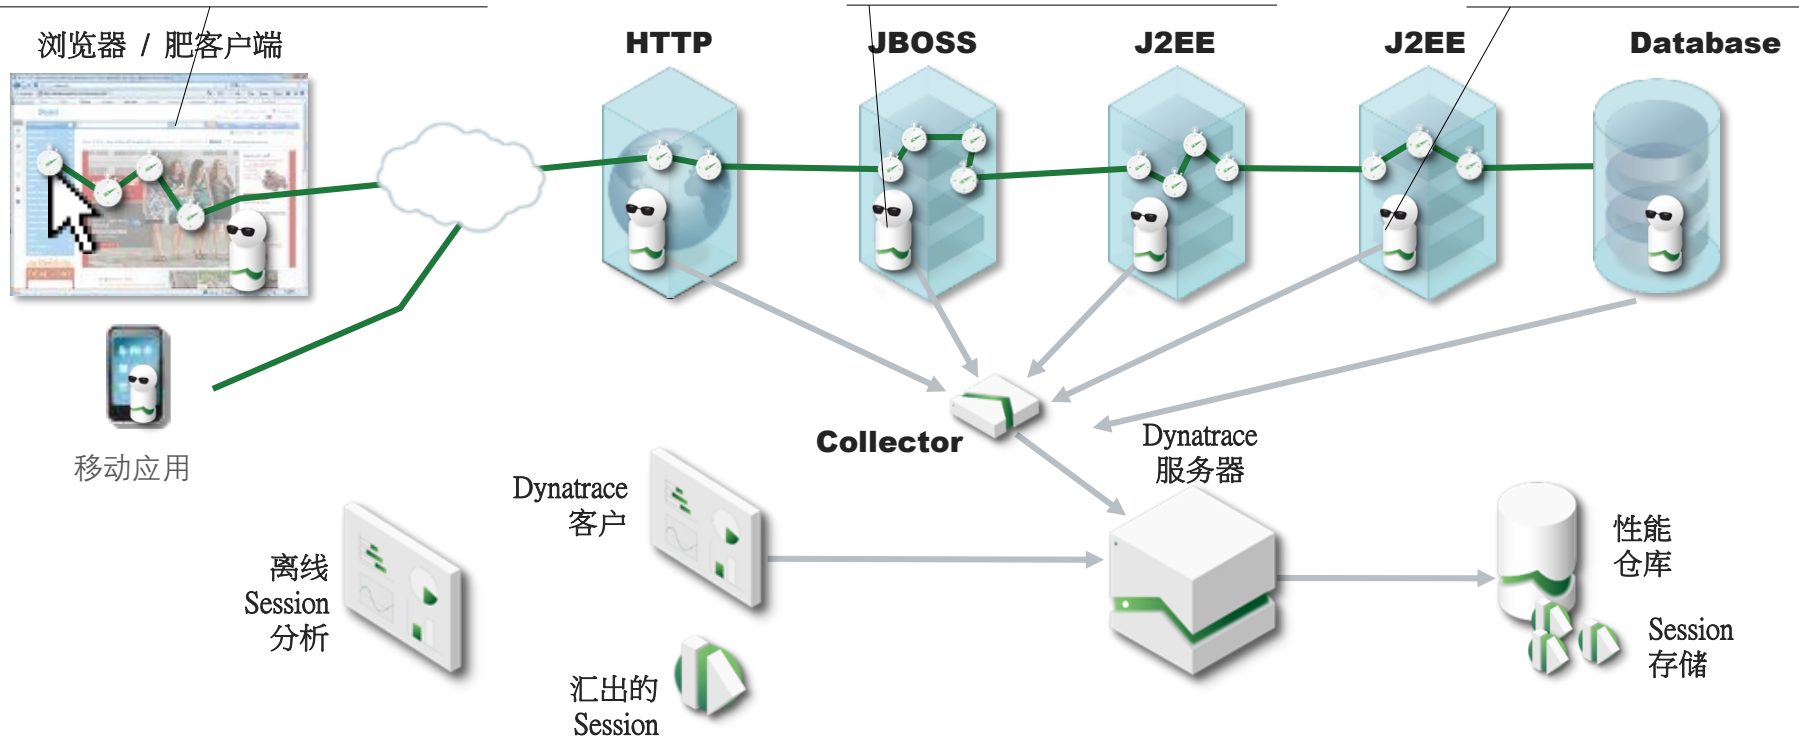 浏览器 / 肥客户端
HTTP
JBOSS
J2EE
J2EE
Database
移动应用
Collector
Dynatrace
服务器
Dynatrace
客户
离线
Session
分析
汇出的
Session
性能
仓库
Session
存储